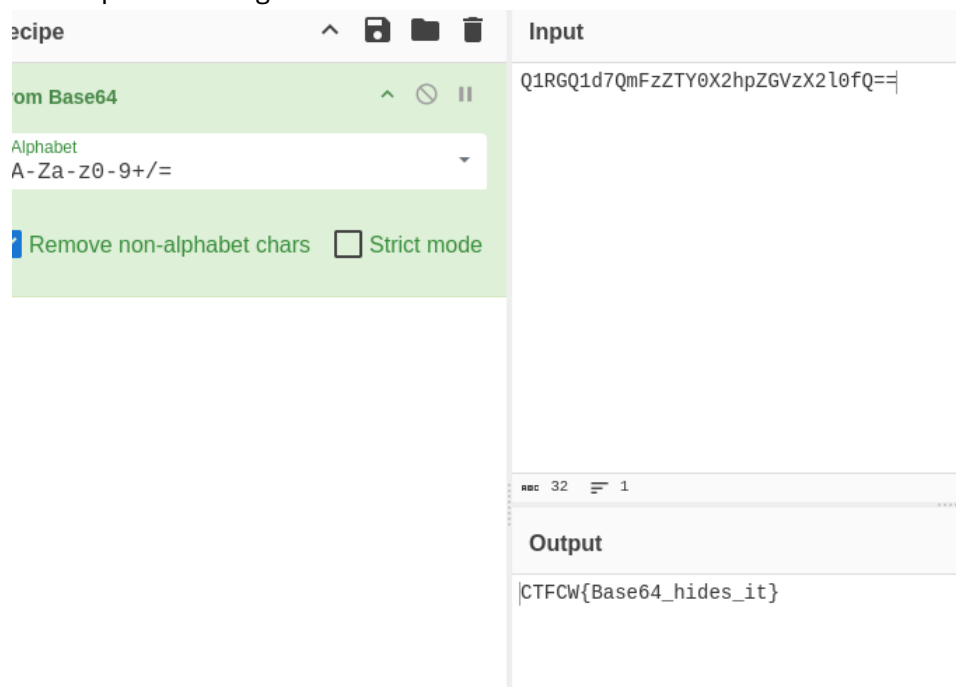 ecipe
om Base64
Alphabet
A-Za-z0-9+/=
Remove non-alphabet chars
Strict mode
Input
Q1RGQ1d7QmFzZTY0X2hpZGVzX2l0fQ==
ABC 32 1
Output
CTFCW{Base64_hides_it}